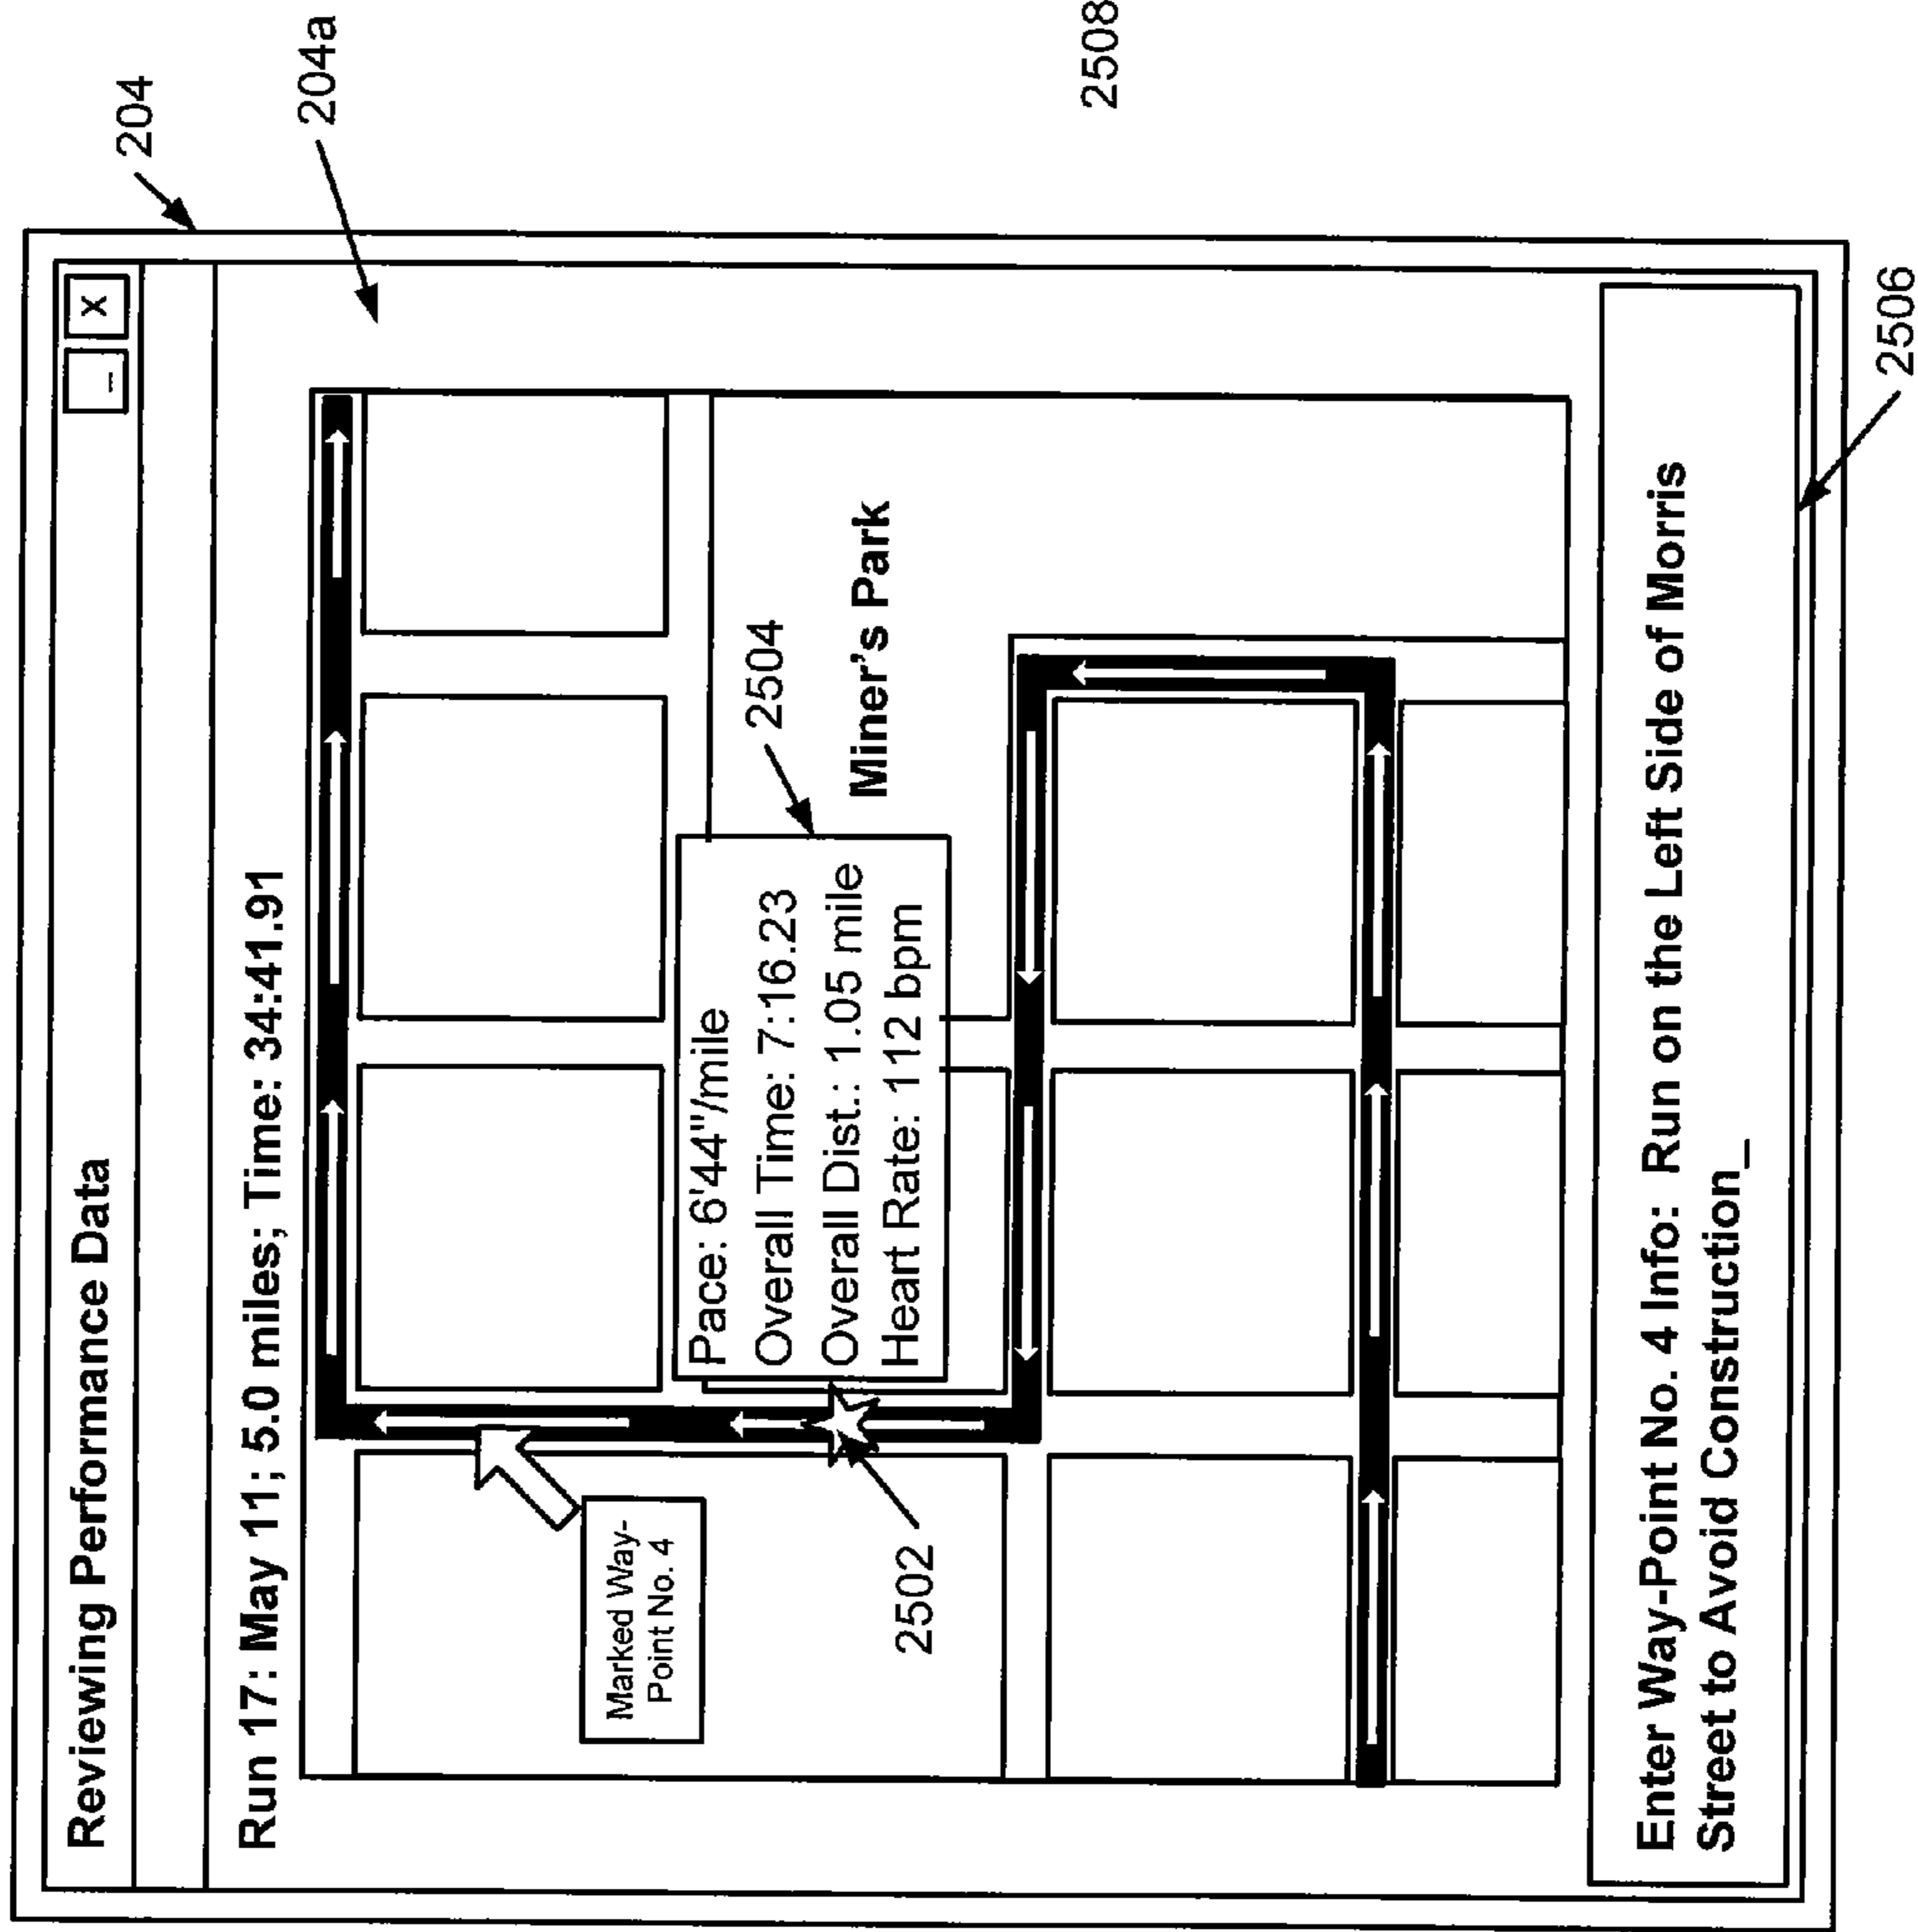 Reviewing Performance Data
_ X
204
204a
Run 17: May 11; 5.0 miles; Time: 34:41.91
Marked Way-
Point No. 4
Pace: 6'44"/mile
Overall Time: 7:16.23
Overall Dist.: 1.05 mile
Heart Rate: 112 bpm
2504
Miner's Park
2502
2508
Enter Way-Point No. 4 Info: Run on the Left Side of Morris
Street to Avoid Construction_
2506